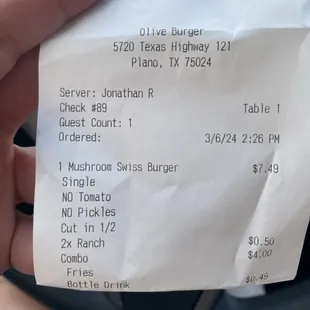 Olive Burger
5720 Texas Highway 121
Plano, TX 75024
Server: Jonathan R
Check #89 Table 1
Guest Count: 1
Ordered: 3/6/24 2:26 PM
1 Mushroom Swiss Burger $7.49
Single
NO Tomato
NO Pickles
Cut in 1/2
2x Ranch $0.50
Combo $4.00
Fries
Bottle Drink $0.49